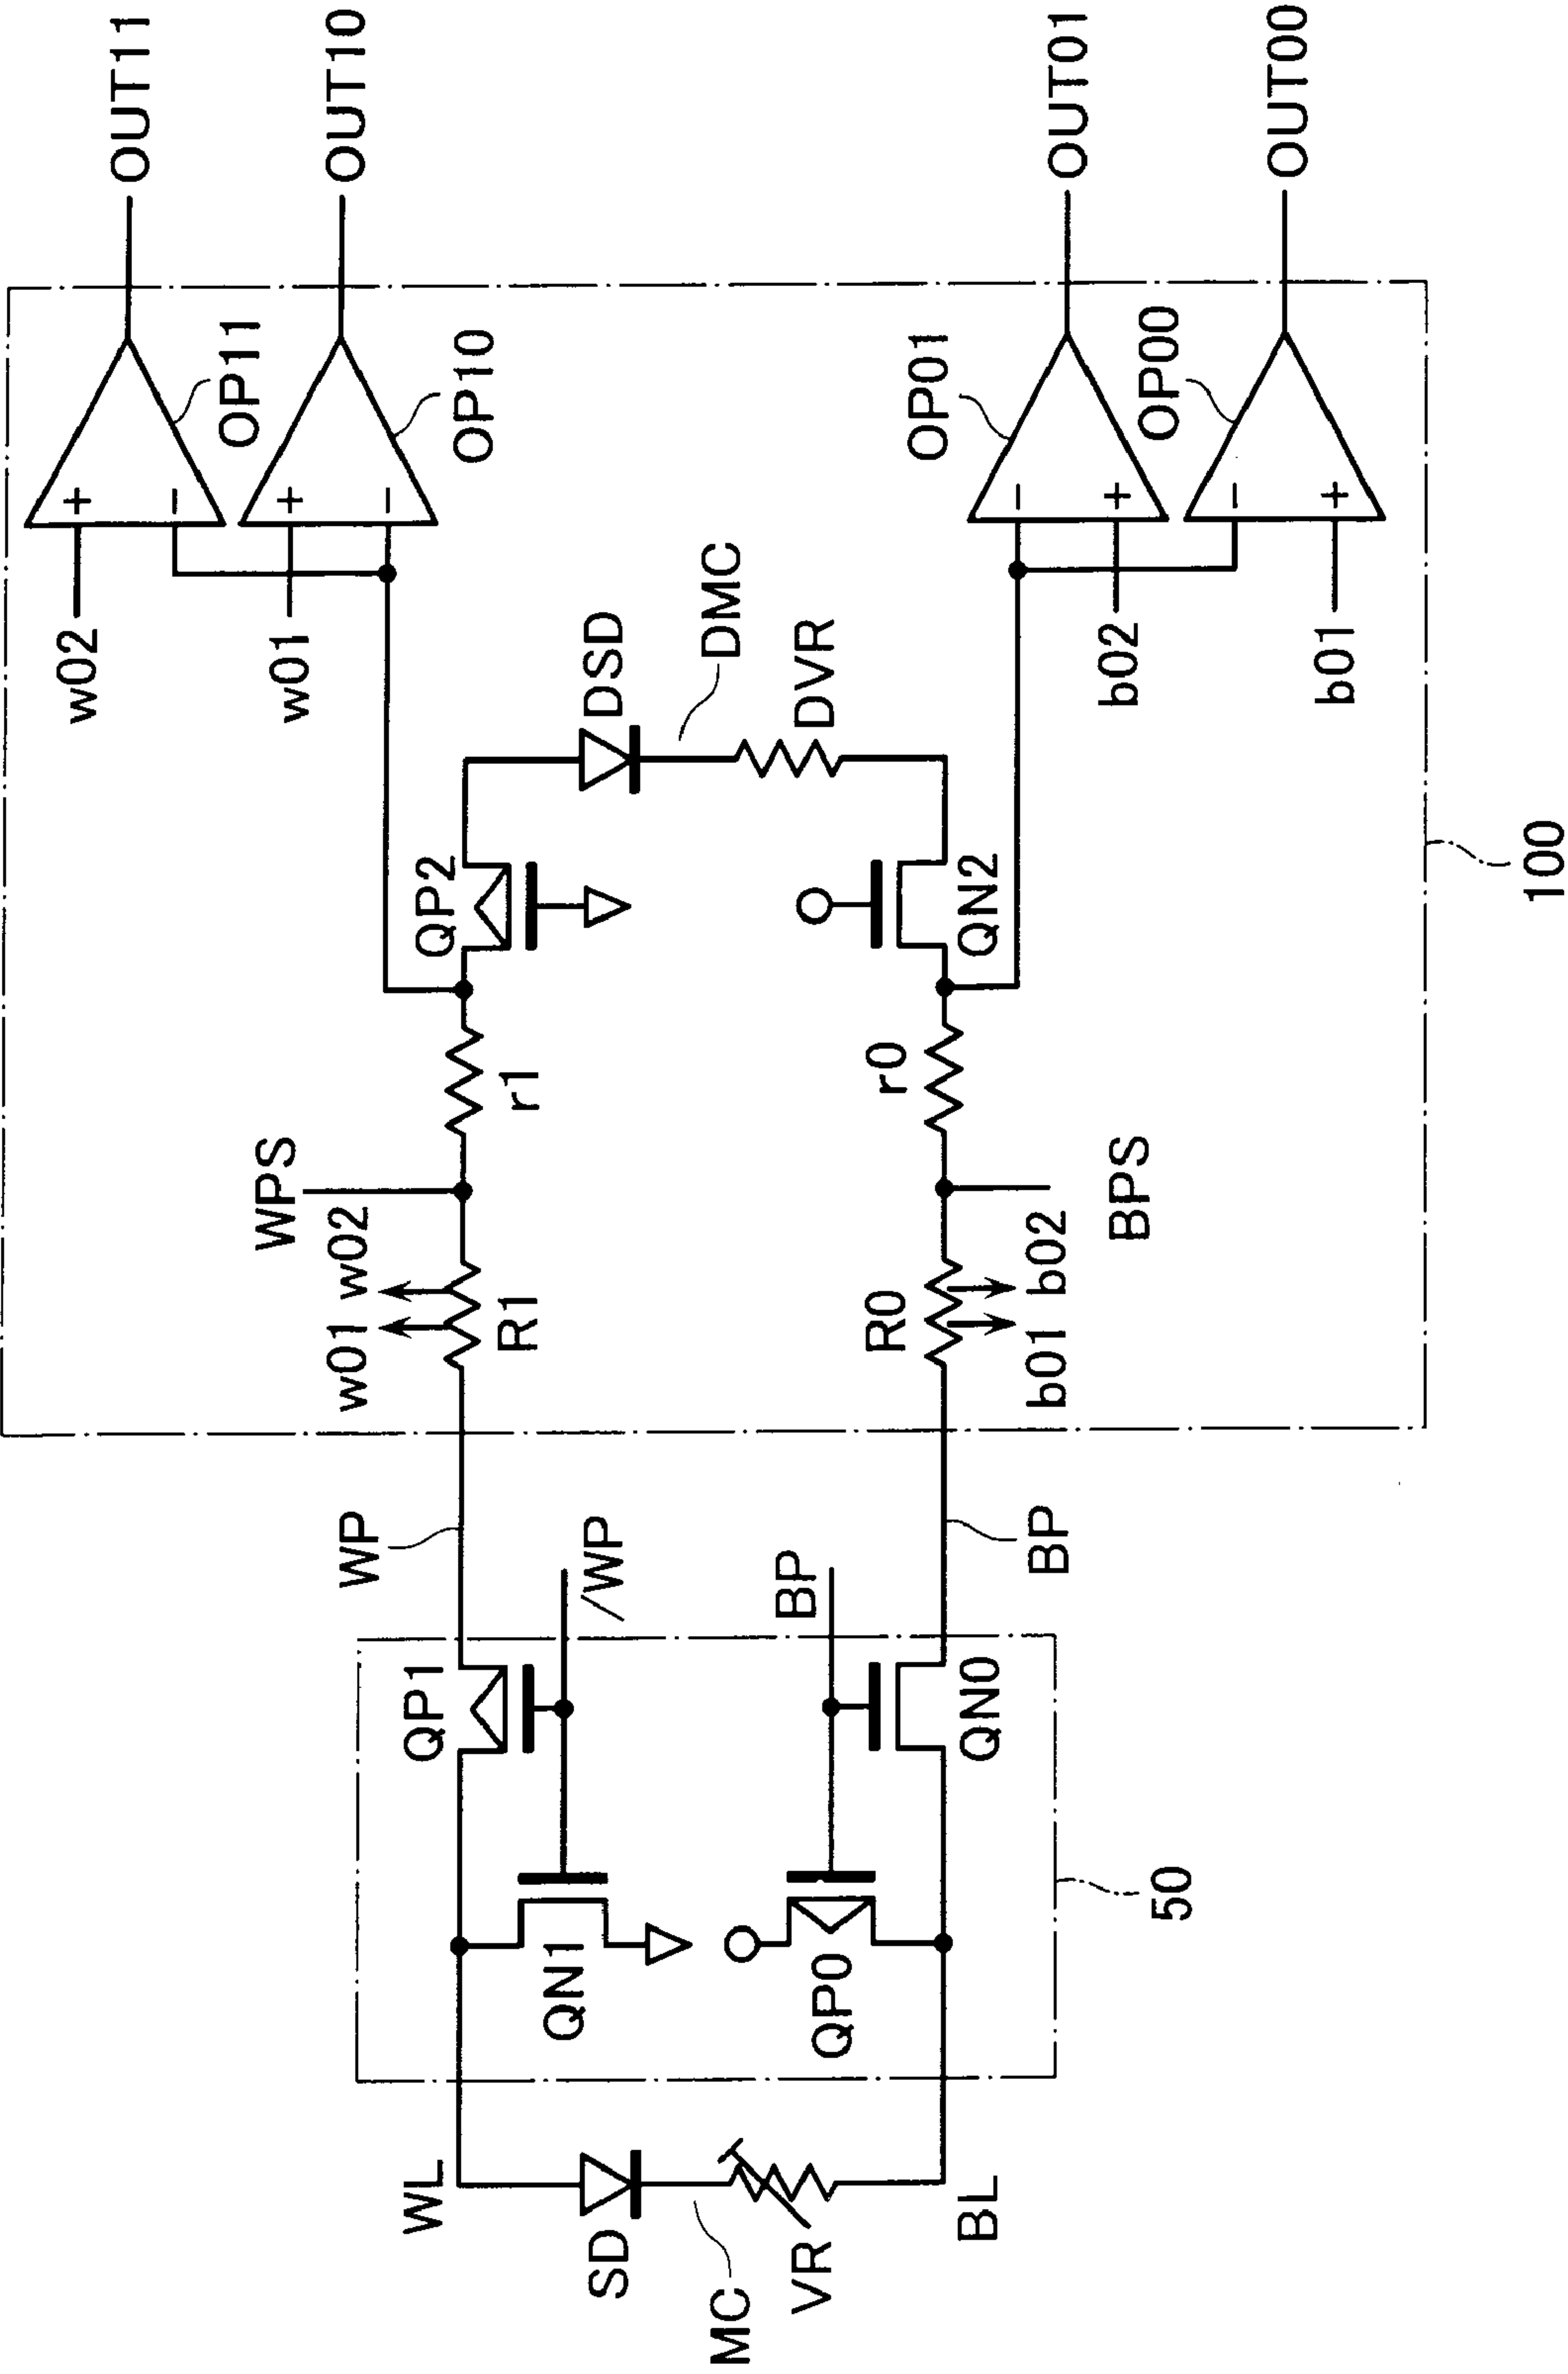 OUT11
OUT10
OUT01
OUT00
OP11
OP10
OP01
OP00
+
−
+
−
−
+
−
+
w02
w01
b02
b01
DSD
DMC
DVR
QP2
QN2
100
r1
r0
WPS
BPS
w01 w02
R1
R0
b01 b02
WP
/WP
BP
BP
QP1
QN0
QN1
QP0
50
WL
SD
MC
VR
BL